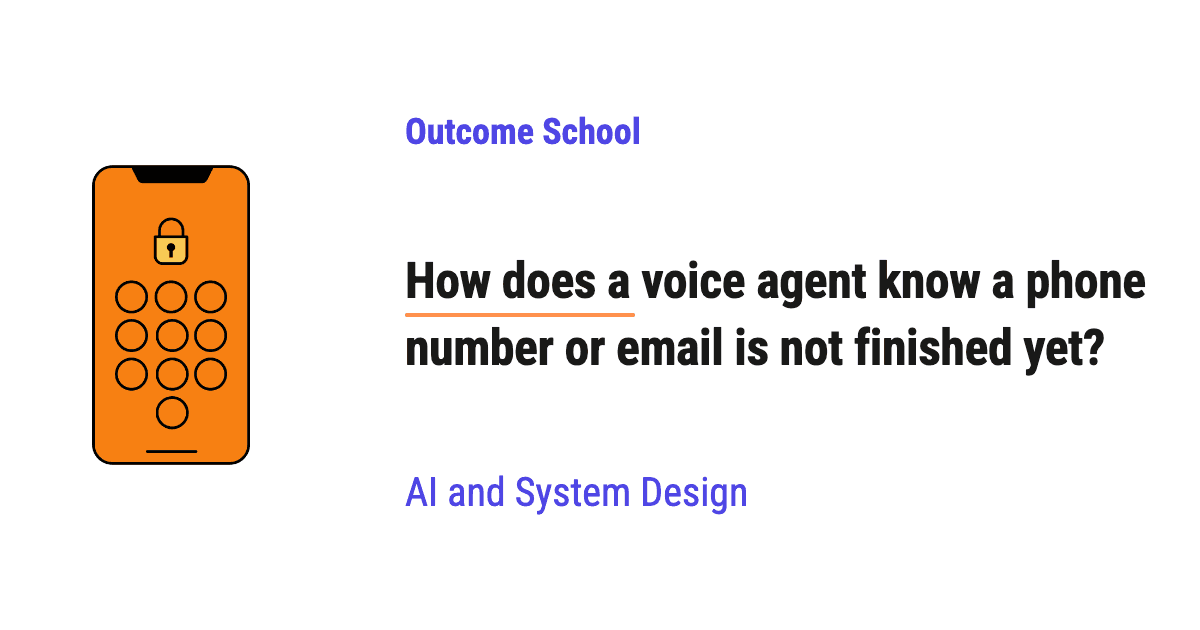 Outcome School
How does a voice agent know a phone
number or email is not finished yet?
AI and System Design